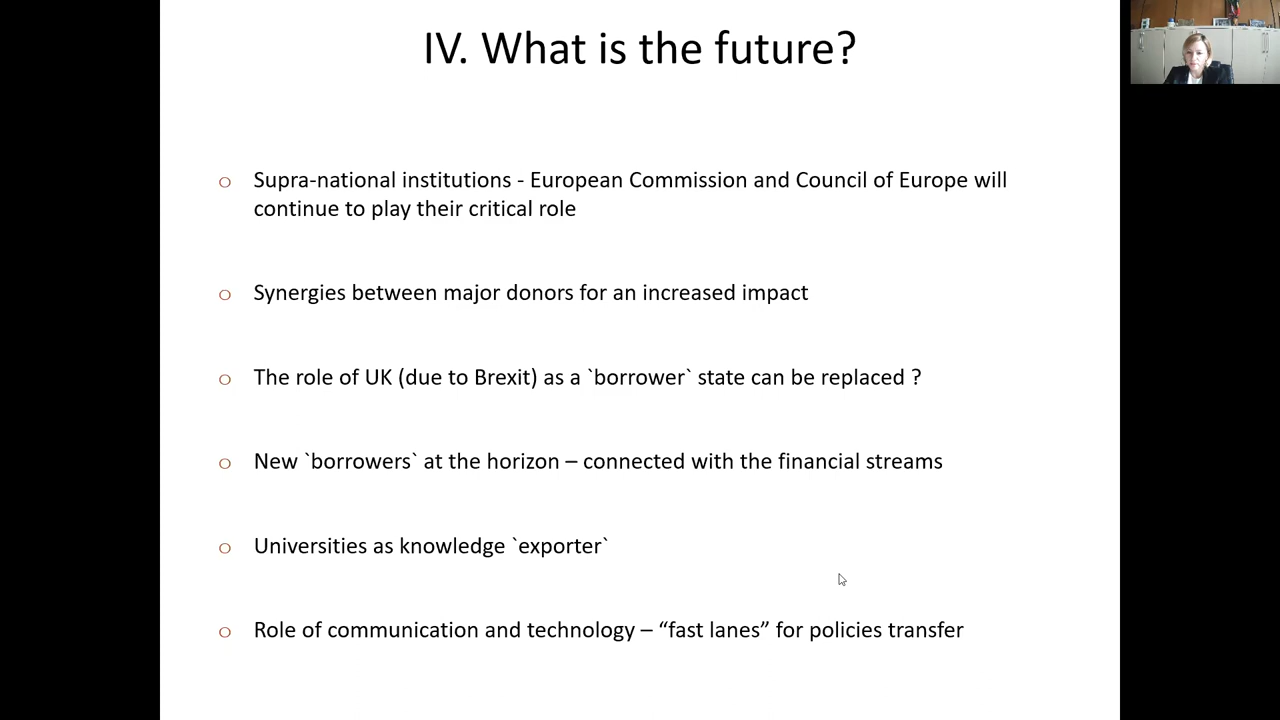 IV. What is the future?
o Supra-national institutions - European Commission and Council of Europe will
continue to play their critical role
o Synergies between major donors for an increased impact
o The role of UK (due to Brexit) as a `borrower` state can be replaced ?
o New `borrowers` at the horizon – connected with the financial streams
o Universities as knowledge `exporter`
o Role of communication and technology – “fast lanes” for policies transfer